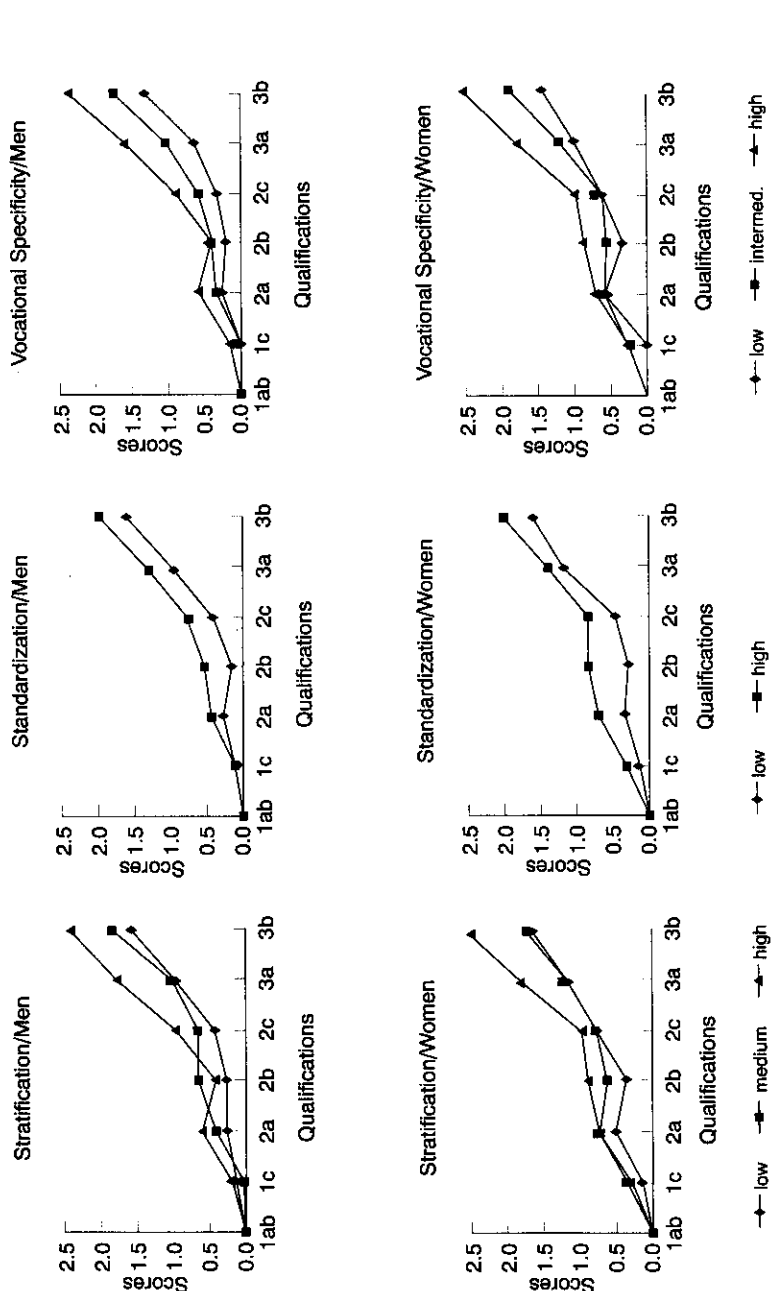 Stratification/Men
2.5
2.0
1.5
1.0
0.5
0.0
Scores
1ab 1c 2a 2b 2c 3a 3b
Qualifications
Standardization/Men
2.5
2.0
1.5
1.0
0.5
0.0
Scores
1ab 1c 2a 2b 2c 3a 3b
Qualifications
Vocational Specificity/Men
2.5
2.0
1.5
1.0
0.5
0.0
Scores
1ab 1c 2a 2b 2c 3a 3b
Qualifications
Stratification/Women
2.5
2.0
1.5
1.0
0.5
0.0
Scores
1ab 1c 2a 2b 2c 3a 3b
Qualifications
low medium high
Standardization/Women
2.5
2.0
1.5
1.0
0.5
0.0
Scores
1ab 1c 2a 2b 2c 3a 3b
Qualifications
low high
Vocational Specificity/Women
2.5
2.0
1.5
1.0
0.5
0.0
Scores
1ab 1c 2a 2b 2c 3a 3b
Qualifications
low intermed. high